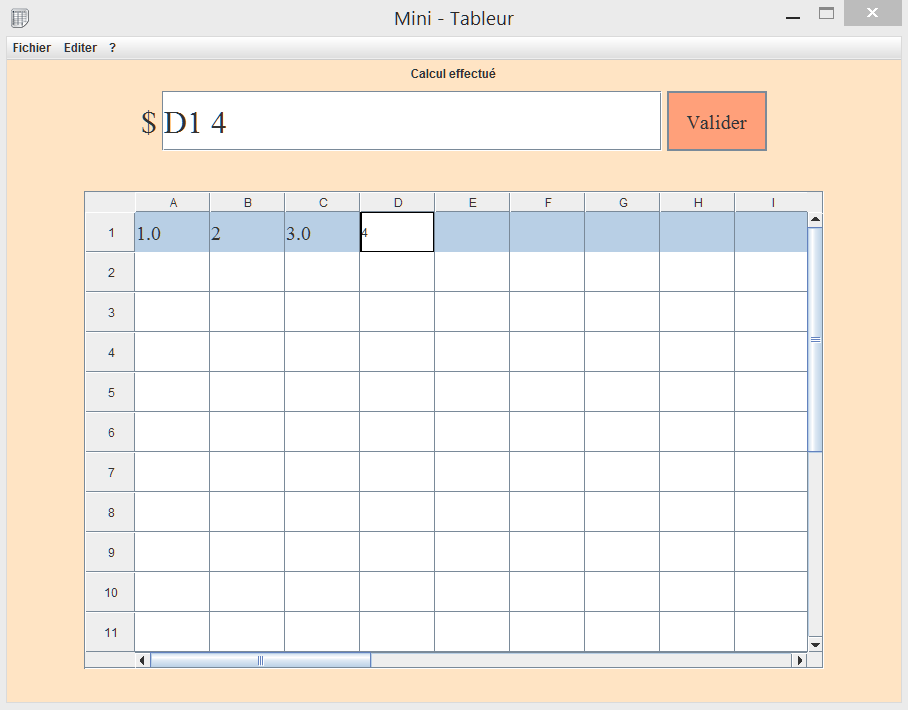 Mini - Tableur
Fichier Editer ?
Calcul effectué
$ D1 4 Valider
A B C D E F G H I
1 1.0 2 3.0 4
2
3
4
5
6
7
8
9
10
11